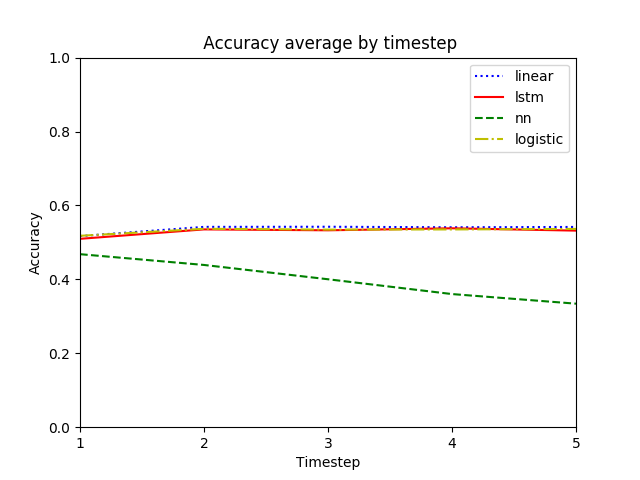 Accuracy average by timestep
1.0
0.8
0.6
0.4
0.2
0.0
Accuracy
linear
lstm
nn
logistic
1 2 3 4 5
Timestep